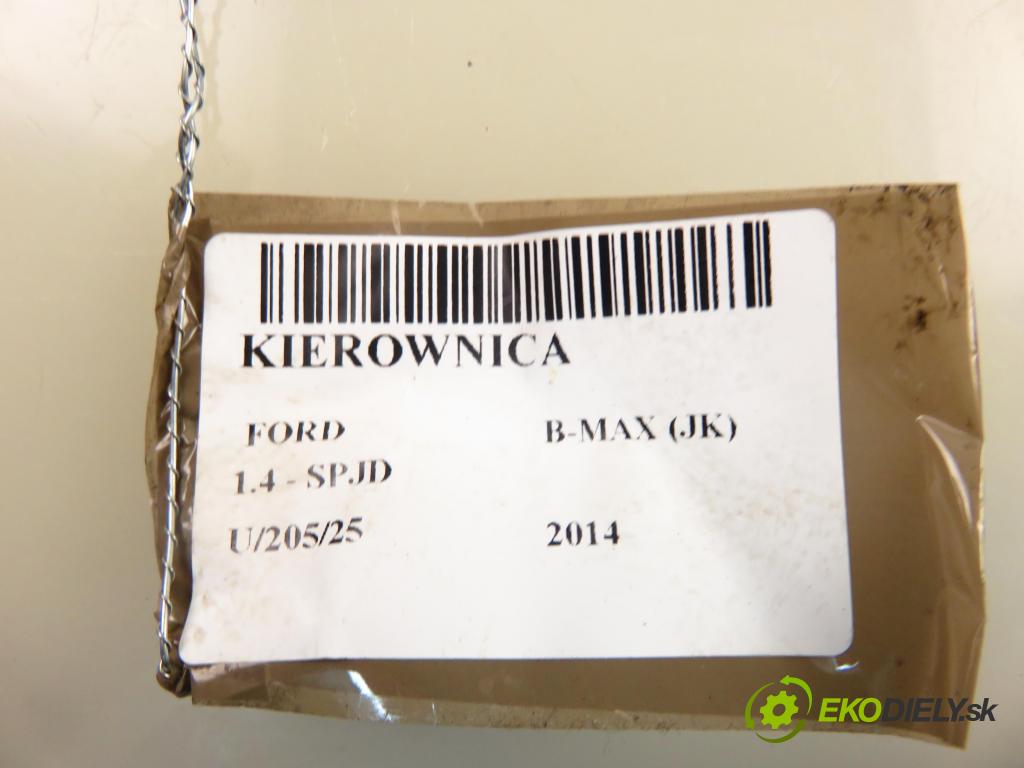 KIEROWNICA
FORD B-MAX (JK)
1.4 - SPJD
U/205/25 2014
EKODIELY.sk